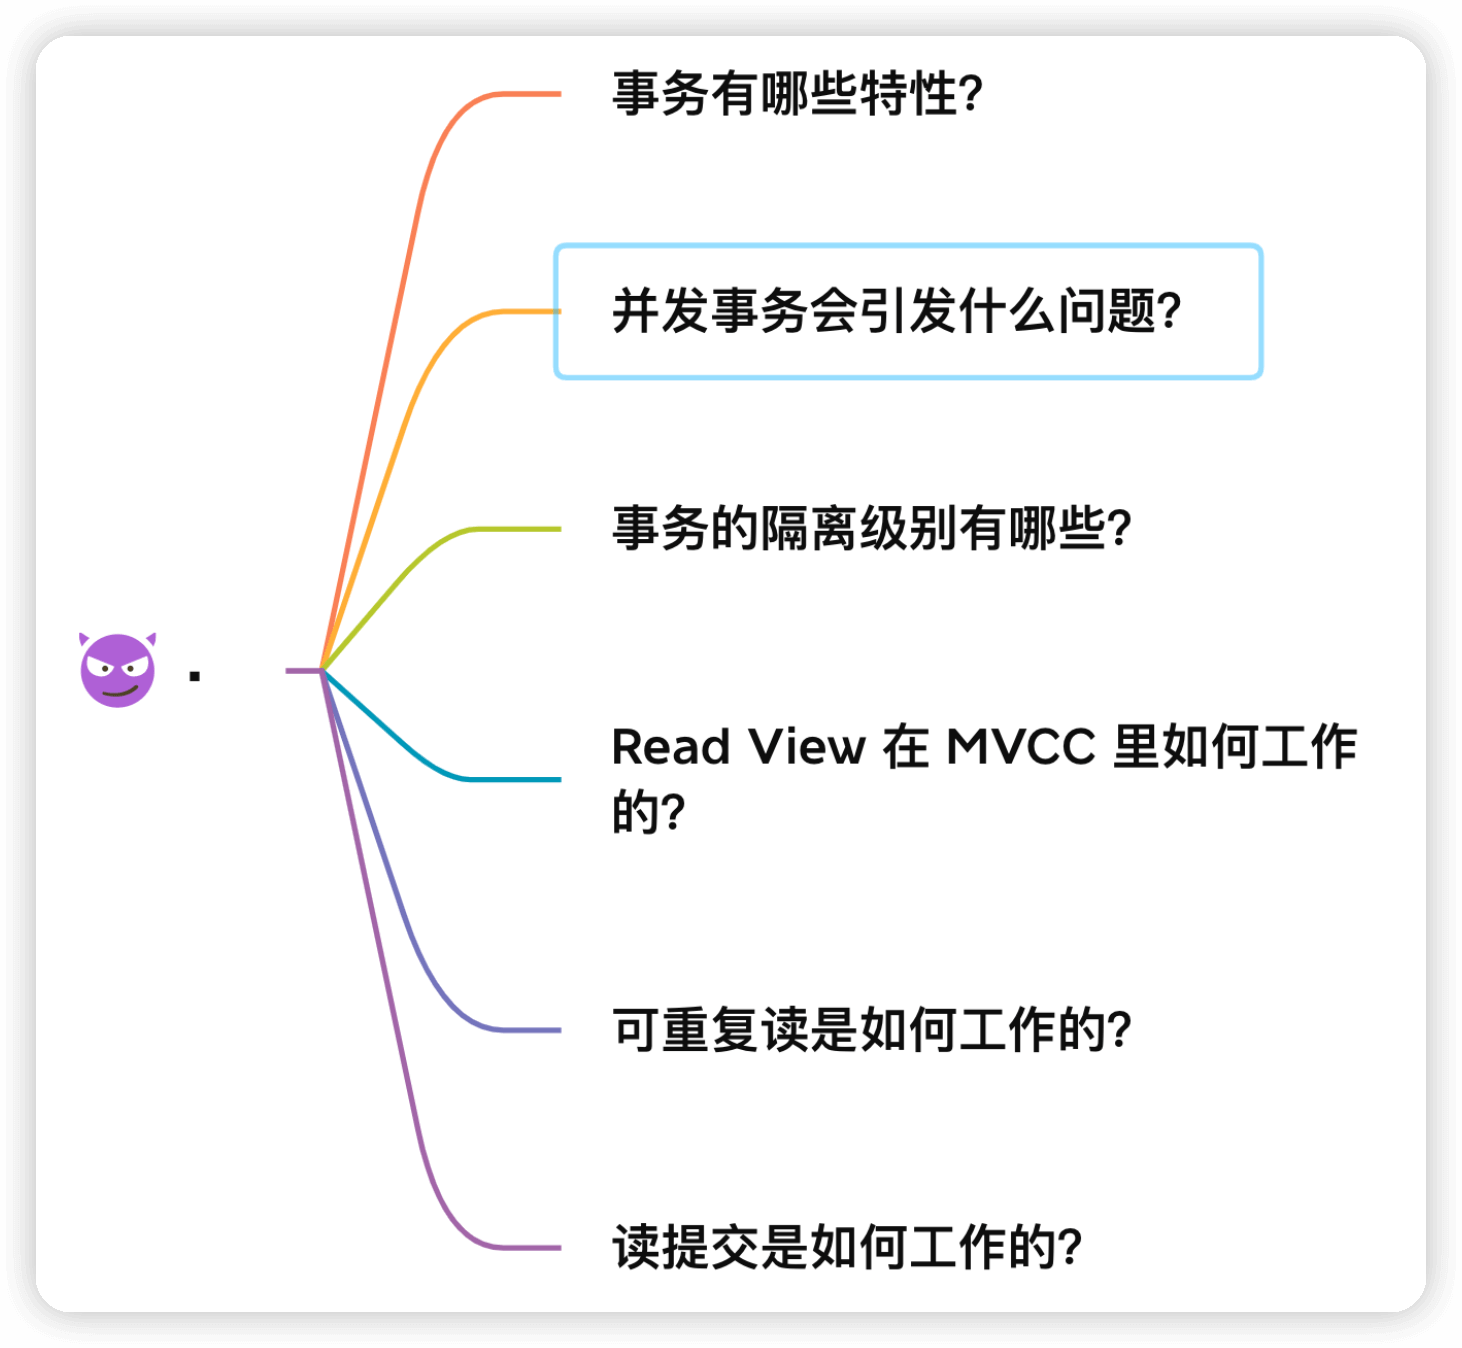 事务有哪些特性?
并发事务会引发什么问题?
事务的隔离级别有哪些?
.
Read View 在 MVCC 里如何工作
的?
可重复读是如何工作的?
读提交是如何工作的?